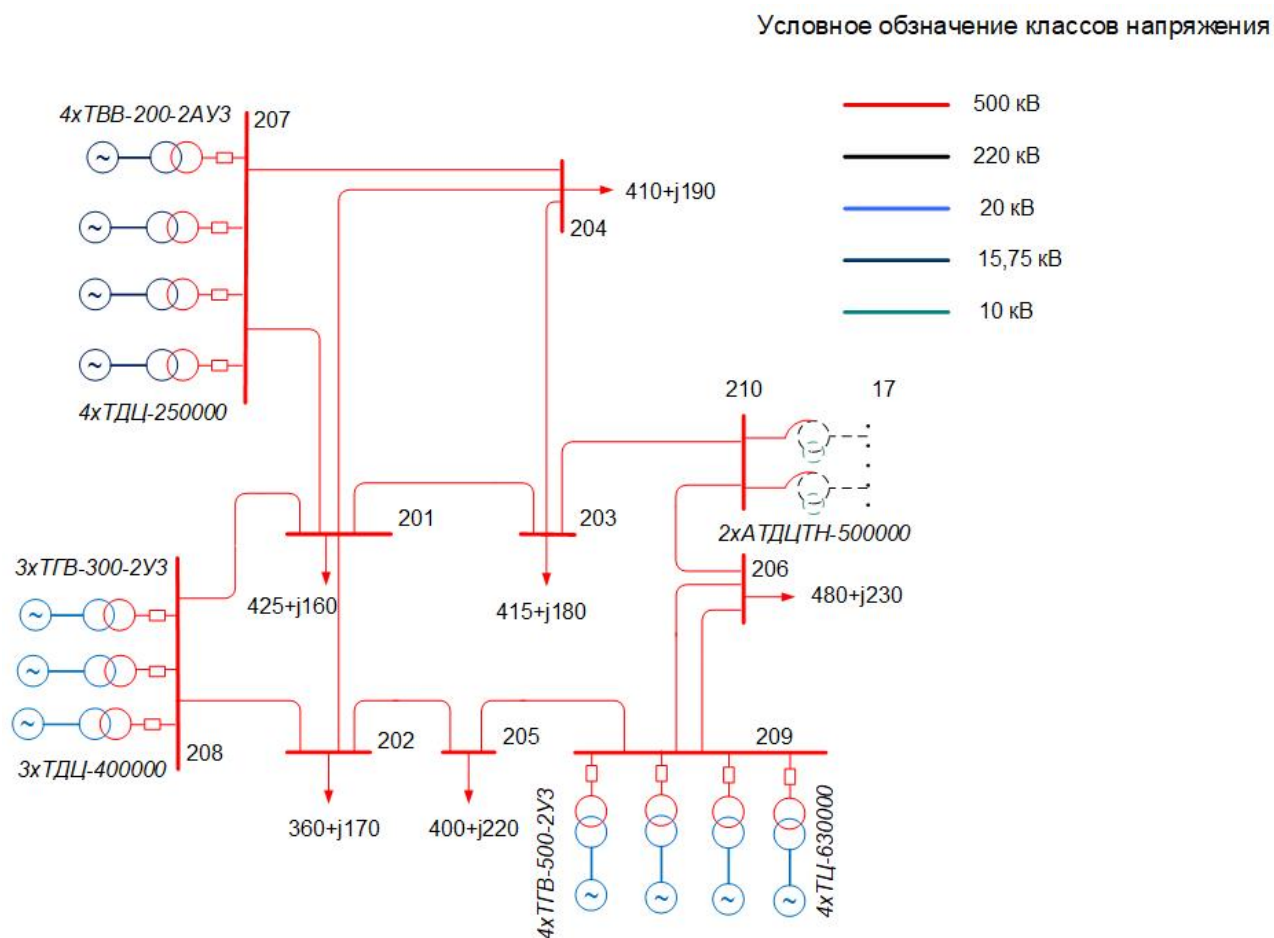 Условное обзначение классов напряжения
500 кВ
220 кВ
20 кВ
15,75 кВ
10 кВ
4хТВВ-200-2АУ3
207
204
410+j190
4хТДЦ-250000
210
17
2хАТДЦТН-500000
201
203
425+j160
415+j180
206
480+j230
3хТГВ-300-2У3
3хТДЦ-400000
208
202
205
209
360+j170
400+j220
4хТГВ-500-2У3
4хТЦ-630000